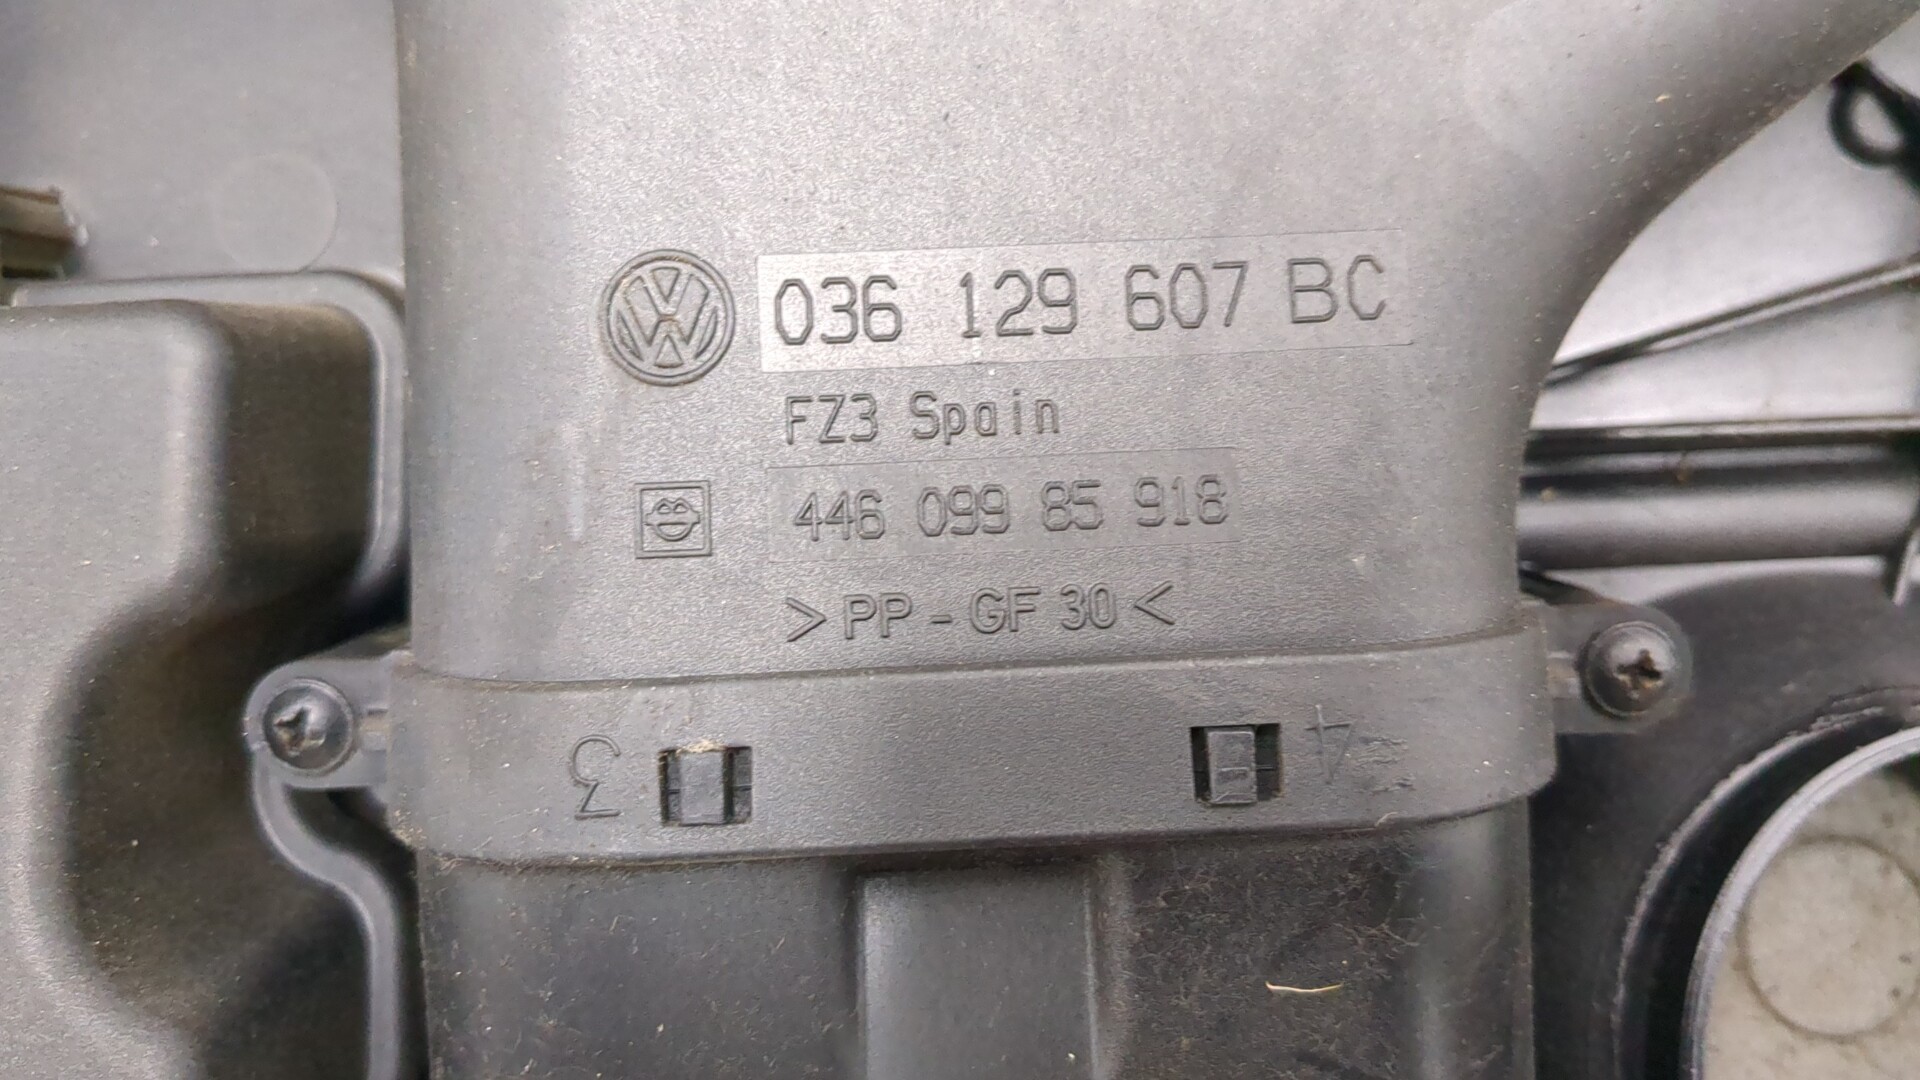 036 129 607 BC
FZ3 Spain
446 099 85 918
>PP-GF 30<
3 4